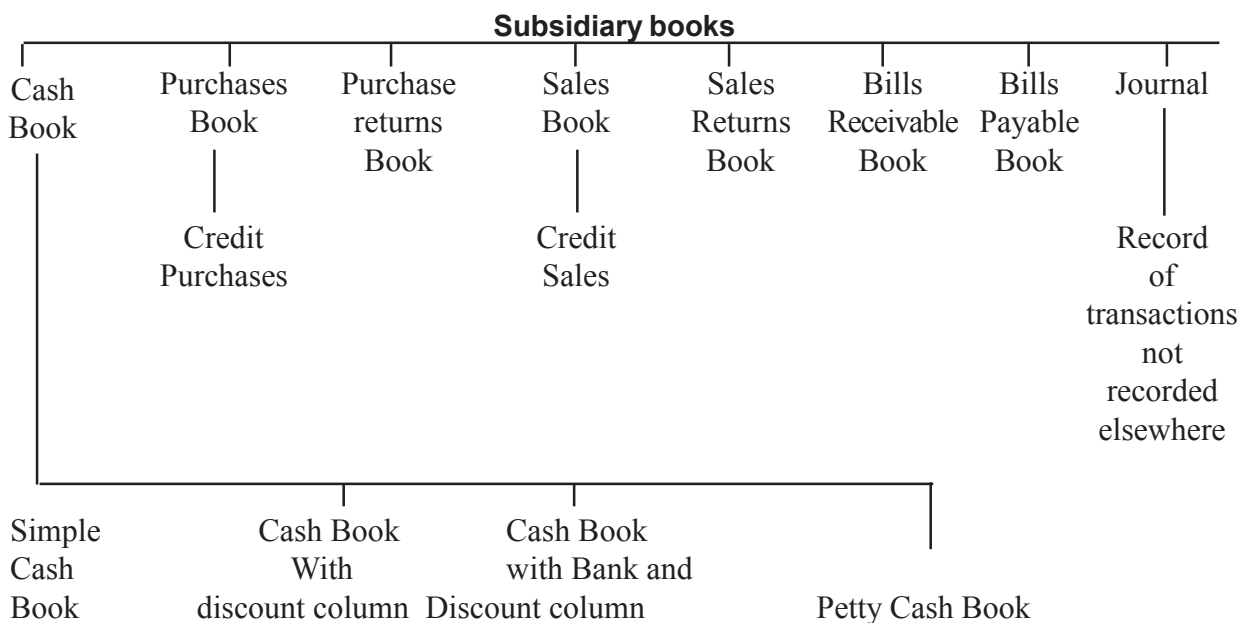 Subsidiary books
Cash
Book
Purchases
Book
Purchase
returns
Book
Sales
Book
Sales
Returns
Book
Bills
Receivable
Book
Bills
Payable
Book
Journal
Credit
Purchases
Credit
Sales
Record
of
transactions
not
recorded
elsewhere
Simple
Cash
Book
Cash Book
With
discount column
Cash Book
with Bank and
Discount column
Petty Cash Book